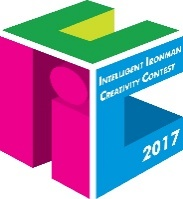 INTELLIGENT IRONMAN
CREATIVITY CONTEST
2017